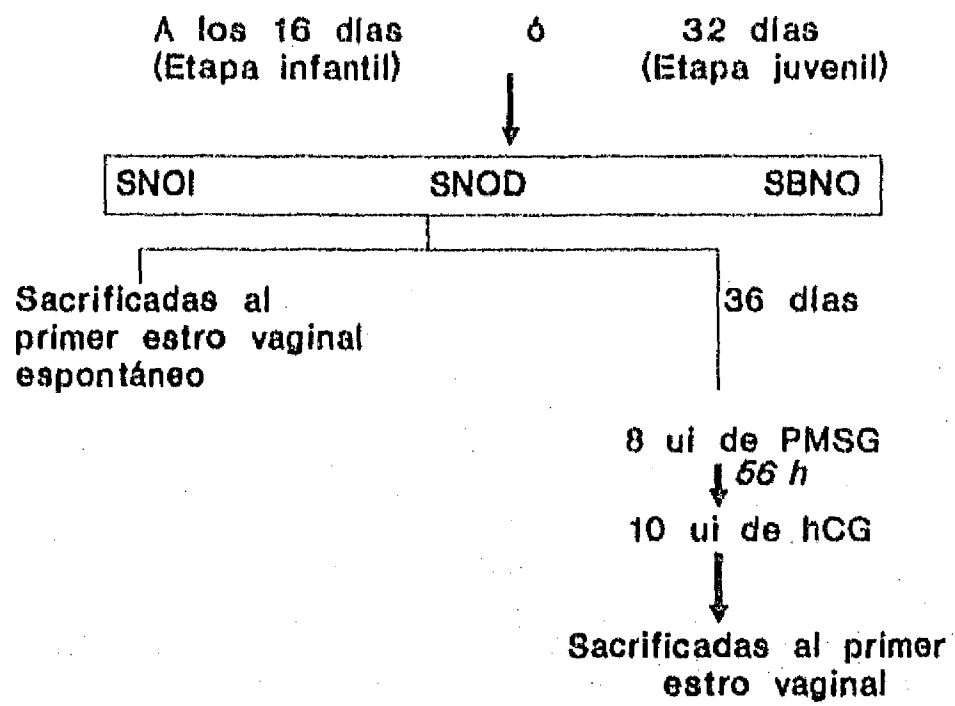 A los 16 días ó 32 días
(Etapa infantil) (Etapa juvenil)
SNOI SNOD SBNO
Sacrificadas al
primer estro vaginal
espontáneo
36 días
8 ui de PMSG
56 h
10 ui de hCG
Sacrificadas al primer
estro vaginal